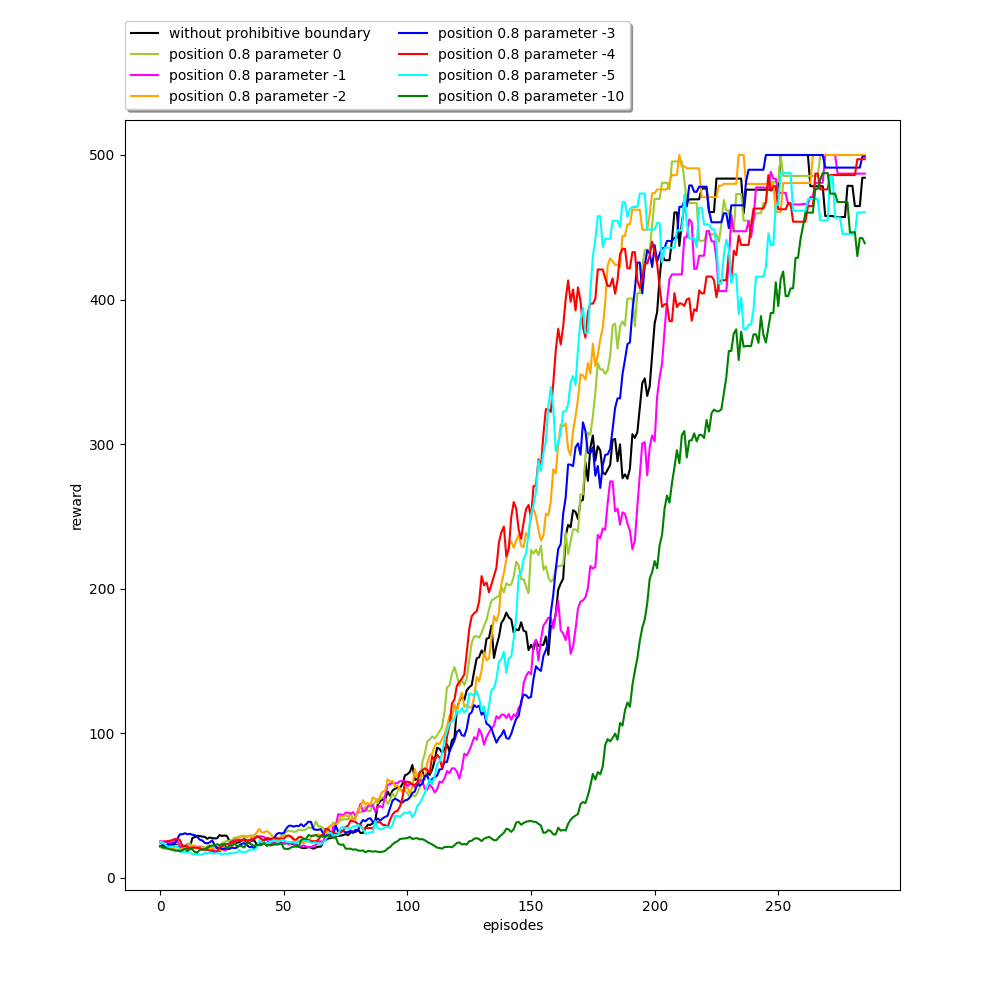 without prohibitive boundary
position 0.8 parameter 0
position 0.8 parameter -1
position 0.8 parameter -2
position 0.8 parameter -3
position 0.8 parameter -4
position 0.8 parameter -5
position 0.8 parameter -10
500
400
300
200
100
0
reward
0 50 100 150 200 250
episodes